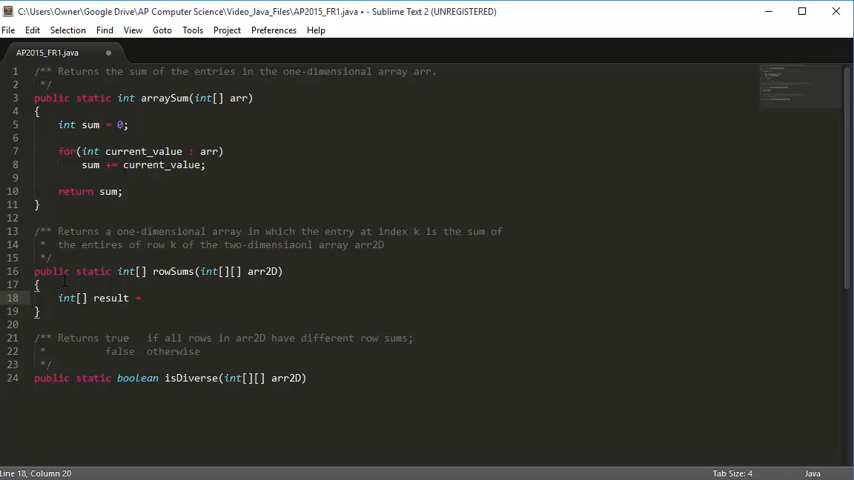 C:\Users\Owner\Google Drive\AP Computer Science\Video_Java_Files\AP2015_FR1.java • - Sublime Text 2 (UNREGISTERED)
File Edit Selection Find View Goto Tools Project Preferences Help
AP2015_FR1.java
1 /** Returns the sum of the entries in the one-dimensional array arr.
2 */
3 public static int arraySum(int[] arr)
4 {
5 int sum = 0;
6
7 for(int current_value : arr)
8 sum += current_value;
9
10 return sum;
11 }
12
13 /** Returns a one-dimensional array in which the entry at index k is the sum of
14 * the entires of row k of the two-dimensiaonl array arr2D
15 */
16 public static int[] rowSums(int[][] arr2D)
17 {
18 int[] result =
19 }
20
21 /** Returns true if all rows in arr2D have different row sums;
22 * false otherwise
23 */
24 public static boolean isDiverse(int[][] arr2D)
Line 18, Column 20 Tab Size: 4 Java